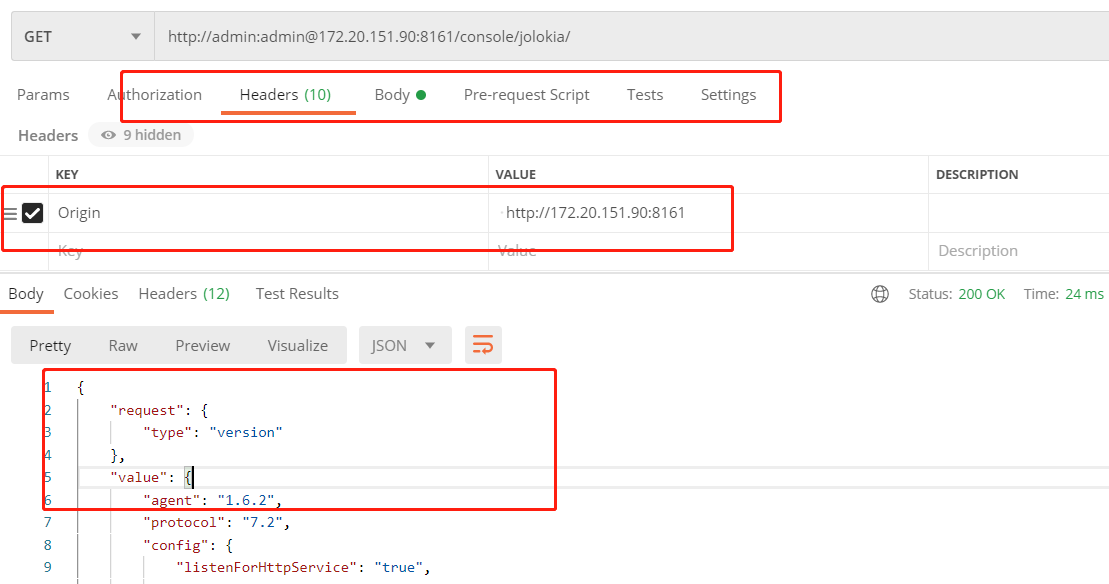 GET http://admin:admin@172.20.151.90:8161/console/jolokia/
Params Authorization Headers (10) Body Pre-request Script Tests Settings
Headers 9 hidden
KEY VALUE DESCRIPTION
Origin http://172.20.151.90:8161
Key Value Description
Body Cookies Headers (12) Test Results Status: 200 OK Time: 24 ms
Pretty Raw Preview Visualize JSON
1 {
2 "request": {
3 "type": "version"
4 },
5 "value": {
6 "agent": "1.6.2",
7 "protocol": "7.2",
8 "config": {
9 "listenForHttpService": "true",